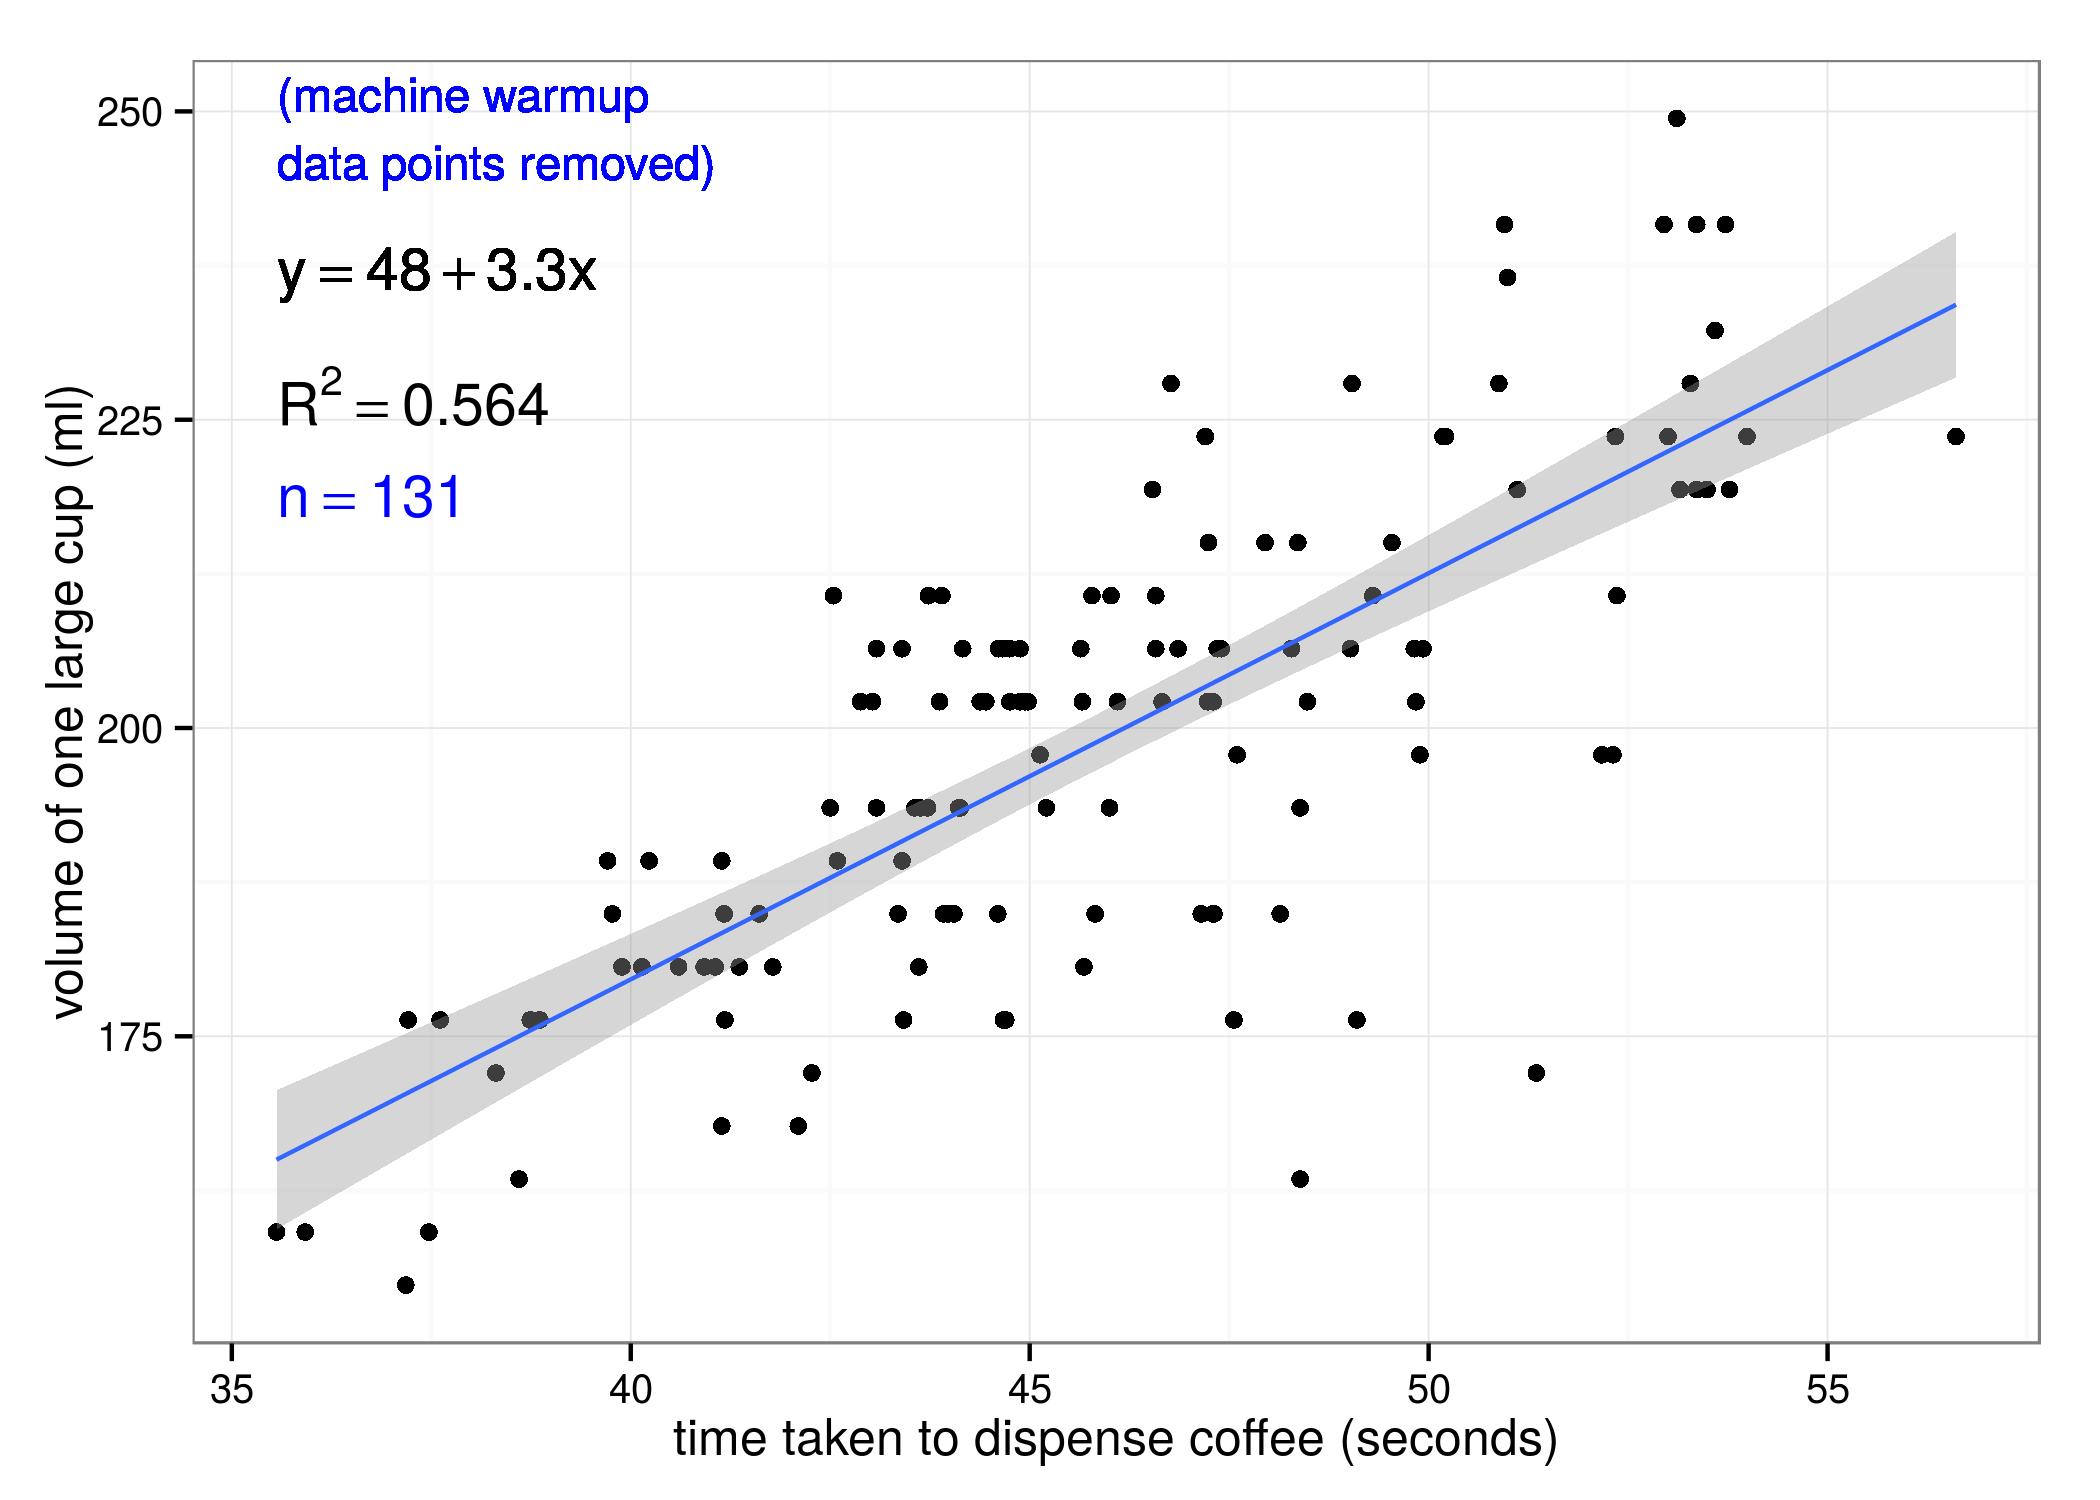 (machine warmup
data points removed)
y = 48 + 3.3x
R² = 0.564
n = 131
250
225
200
175
volume of one large cup (ml)
35 40 45 50 55
time taken to dispense coffee (seconds)